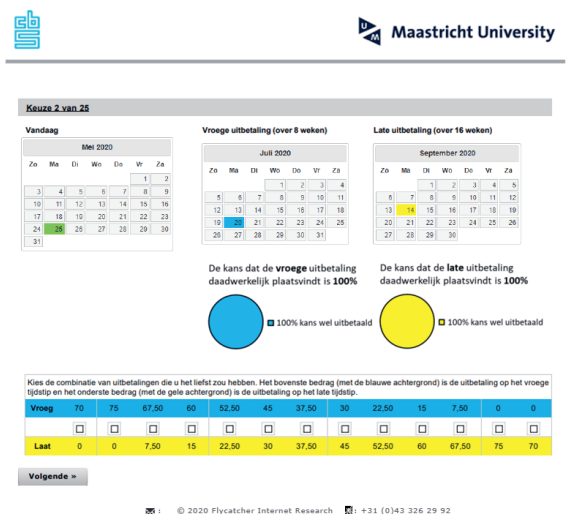 cbs
UM Maastricht University
Keuze 2 van 25
Vandaag Vroege uitbetaling (over 8 weken) Late uitbetaling (over 16 weken)
Mei 2020
Zo Ma Di Wo Do Vr Za
1 2
3 4 5 6 7 8 9
10 11 12 13 14 15 16
17 18 19 20 21 22 23
24 25 26 27 28 29 30
31
Juli 2020
Zo Ma Di Wo Do Vr Za
1 2 3 4
5 6 7 8 9 10 11
12 13 14 15 16 17 18
19 20 21 22 23 24 25
26 27 28 29 30 31
September 2020
Zo Ma Di Wo Do Vr Za
1 2 3 4 5
6 7 8 9 10 11 12
13 14 15 16 17 18 19
20 21 22 23 24 25 26
27 28 29 30
De kans dat de vroege uitbetaling
daadwerkelijk plaatsvindt is 100%
100% kans wel uitbetaald
De kans dat de late uitbetaling
daadwerkelijk plaatsvindt is 100%
100% kans wel uitbetaald
Kies de combinatie van uitbetalingen die u het liefst zou hebben. Het bovenste bedrag (met de blauwe achtergrond) is de uitbetaling op het vroege
tijdstip en het onderste bedrag (met de gele achtergrond) is de uitbetaling op het late tijdstip.
Vroeg 70 75 67,50 60 52,50 45 37,50 30 22,50 15 7,50 0 0
Laat 0 0 7,50 15 22,50 30 37,50 45 52,50 60 67,50 75 70
Volgende »
: © 2020 Flycatcher Internet Research : +31 (0)43 326 29 92